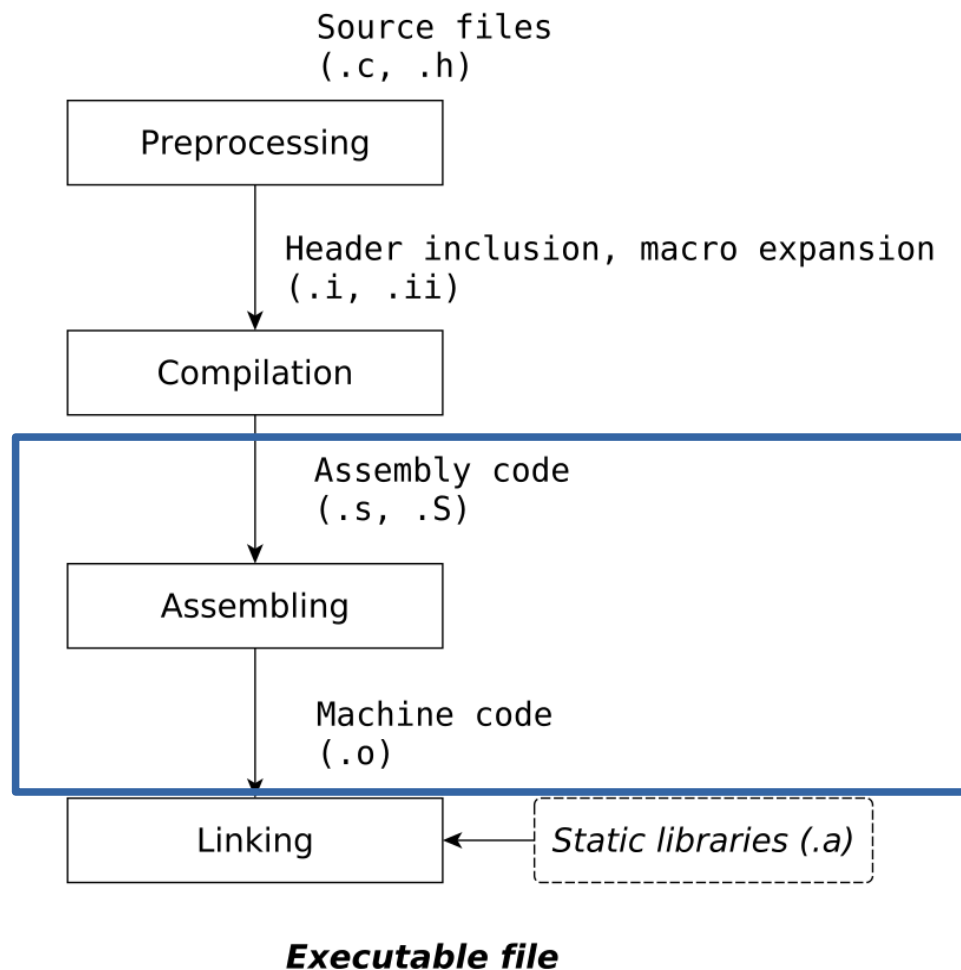 Source files
(.c, .h)
Preprocessing
Header inclusion, macro expansion
(.i, .ii)
Compilation
Assembly code
(.s, .S)
Assembling
Machine code
(.o)
Linking
Static libraries (.a)
Executable file